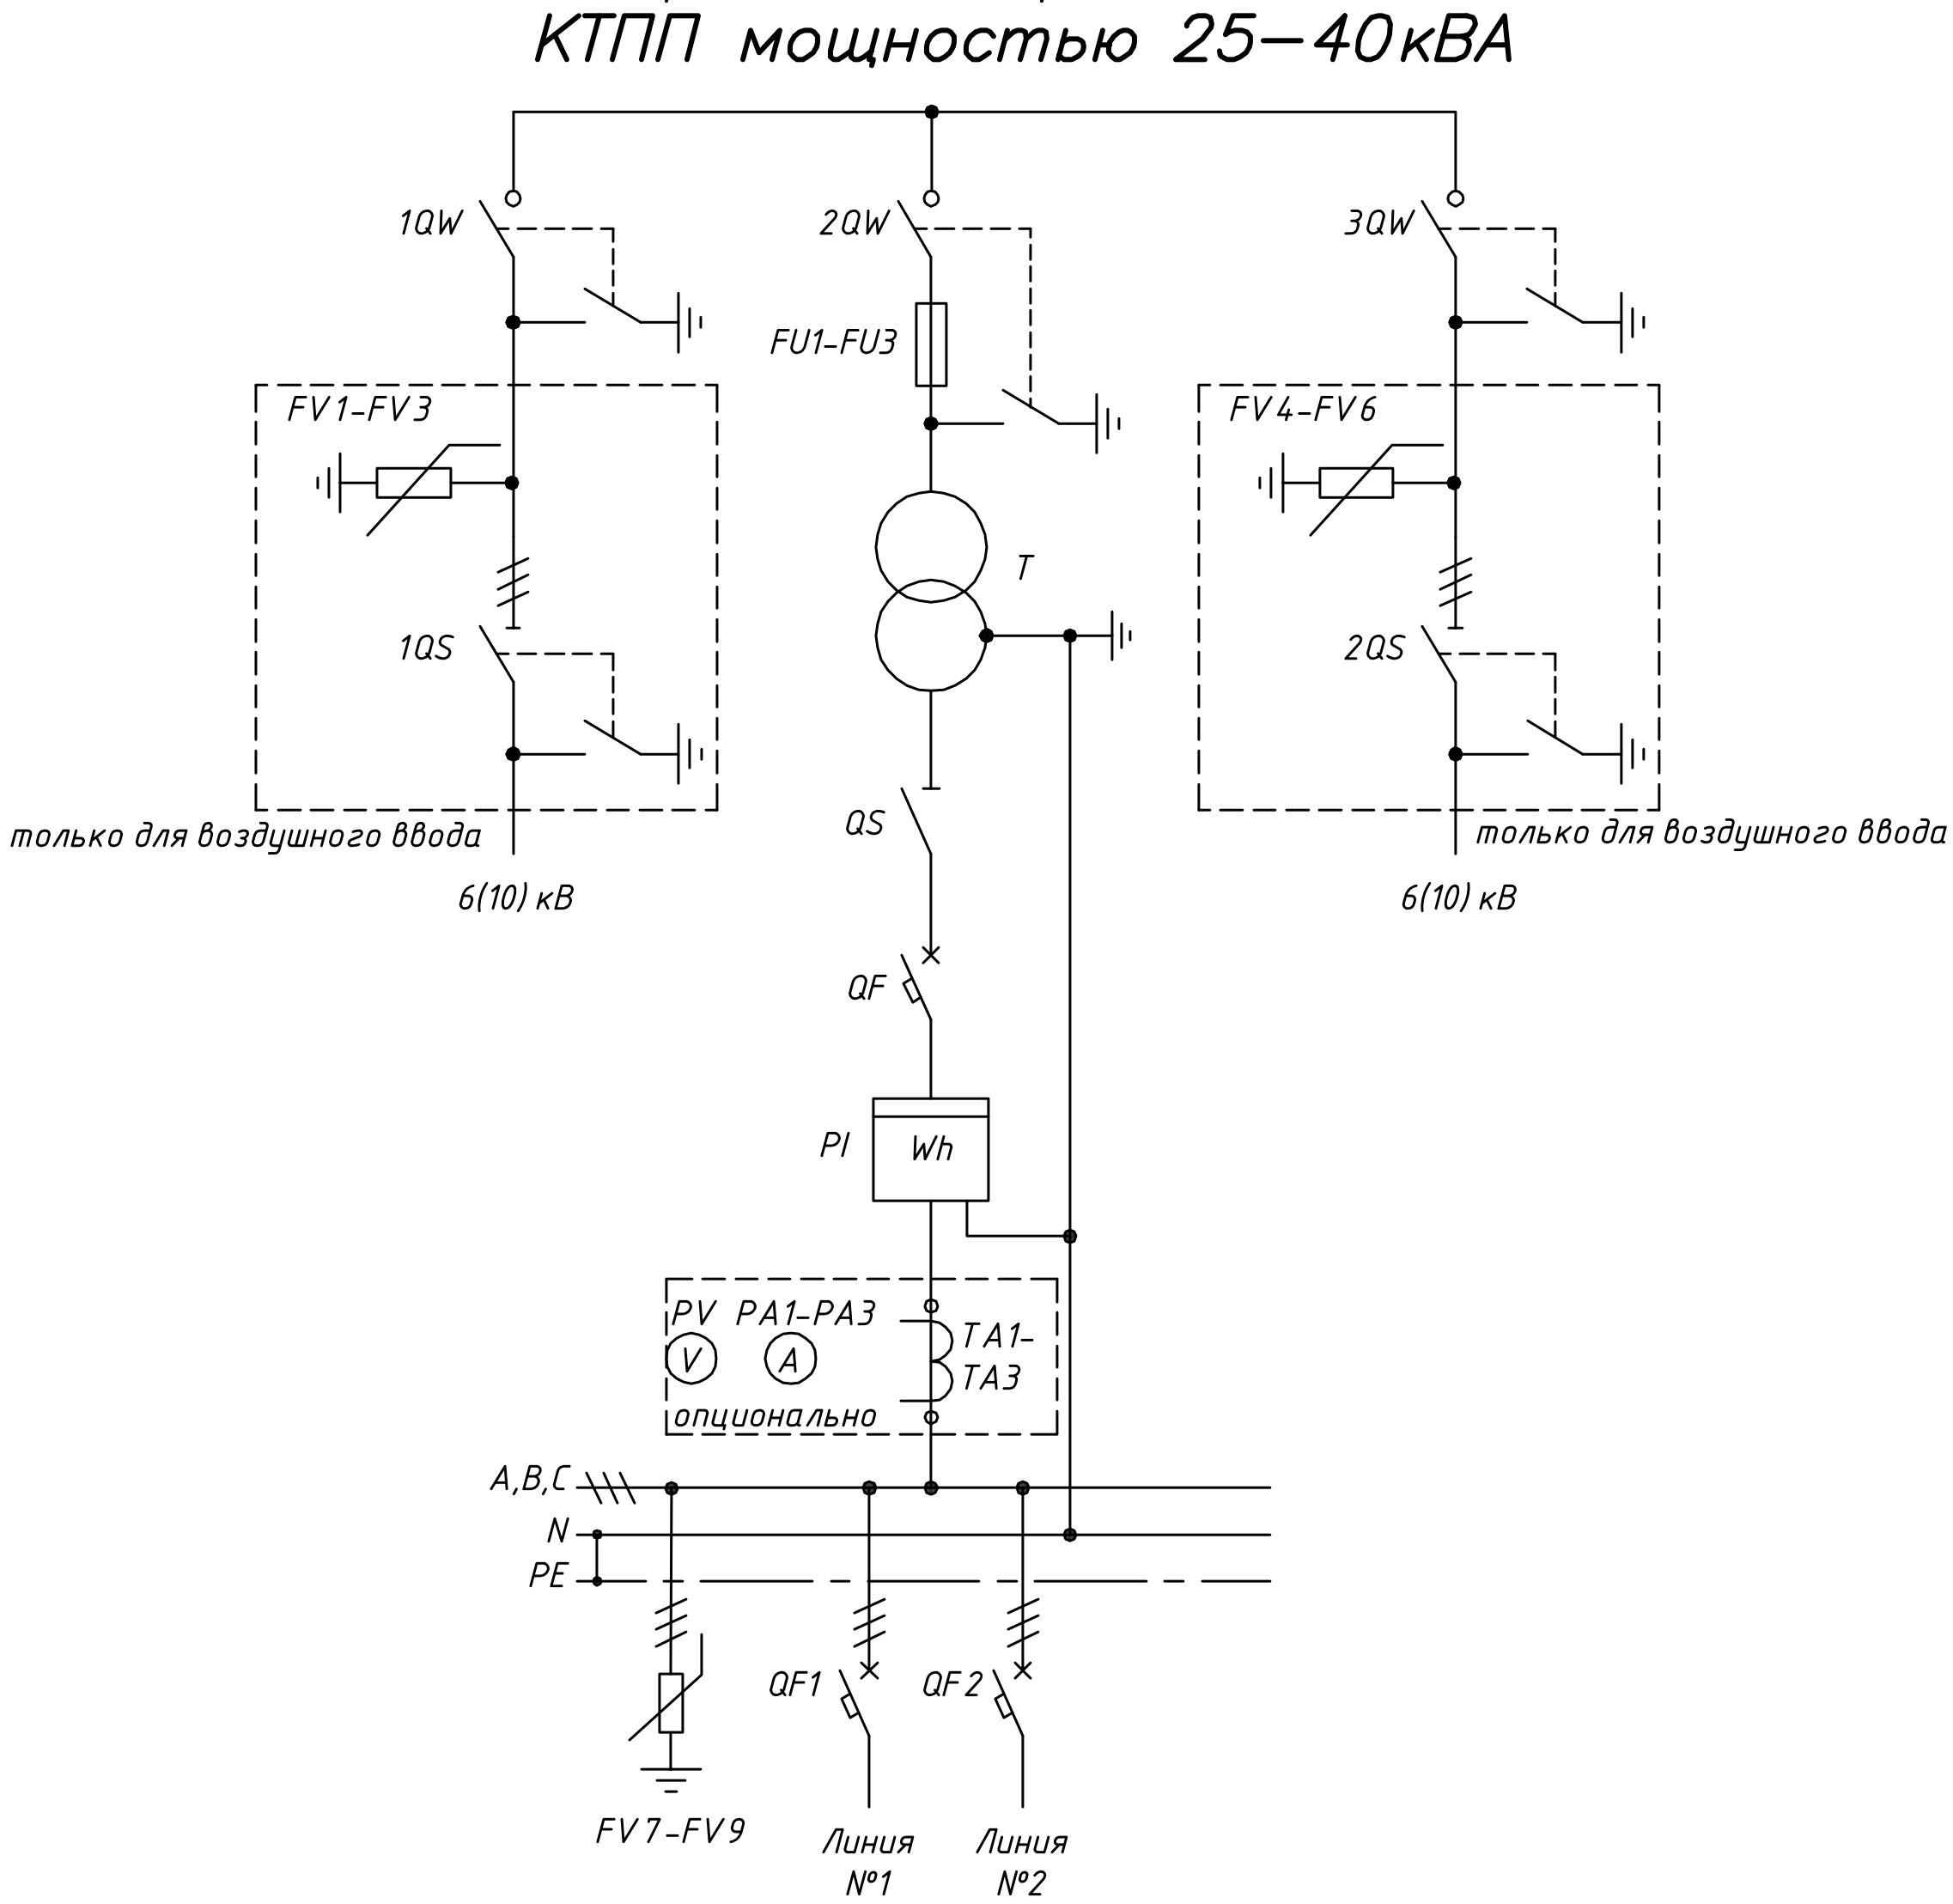 КТПП мощностью 25-40кВА
1QW
2QW
3QW
FU1-FU3
FV1-FV3
FV4-FV6
T
1QS
2QS
QS
только для воздушного ввода
только для воздушного ввода
6(10) кВ
6(10) кВ
QF
PI
Wh
PV PA1-PA3
V
A
TA1-
TA3
опционально
A,B,C
N
PE
QF1
QF2
FV7-FV9
Линия
№1
Линия
№2